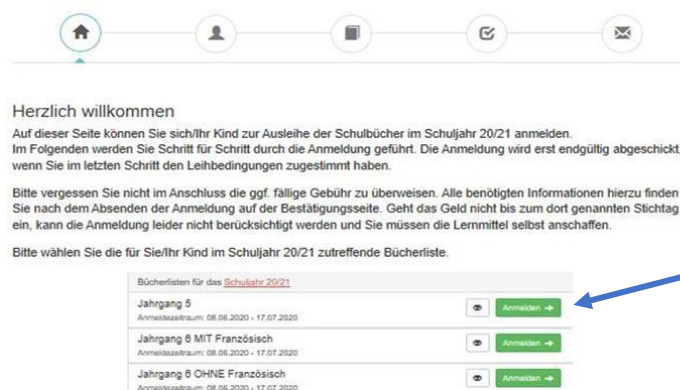 Herzlich willkommen
Auf dieser Seite können Sie sich/Ihr Kind zur Ausleihe der Schulbücher im Schuljahr 20/21 anmelden.
Im Folgenden werden Sie Schritt für Schritt durch die Anmeldung geführt. Die Anmeldung wird erst endgültig abgeschickt,
wenn Sie im letzten Schritt den Leihbedingungen zugestimmt haben.
Bitte vergessen Sie nicht im Anschluss die ggf. fällige Gebühr zu überweisen. Alle benötigten Informationen hierzu finden
Sie nach dem Absenden der Anmeldung auf der Bestätigungsseite. Geht das Geld nicht bis zum dort genannten Stichtag
ein, kann die Anmeldung leider nicht berücksichtigt werden und Sie müssen die Lernmittel selbst anschaffen.
Bitte wählen Sie die für Sie/Ihr Kind im Schuljahr 20/21 zutreffende Bücherliste.
Bücherlisten für das Schuljahr 20/21
Jahrgang 5
Anmeldezeitraum: 08.06.2020 - 17.07.2020
Anmelden
Jahrgang 6 MIT Französisch
Anmeldezeitraum: 08.06.2020 - 17.07.2020
Anmelden
Jahrgang 6 OHNE Französisch
Anmeldezeitraum: 08.06.2020 - 17.07.2020
Anmelden